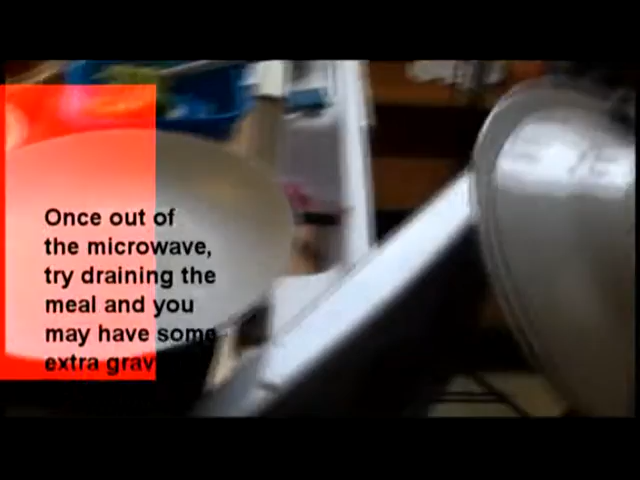 Once out of
the microwave,
try draining the
meal and you
may have some
extra grav